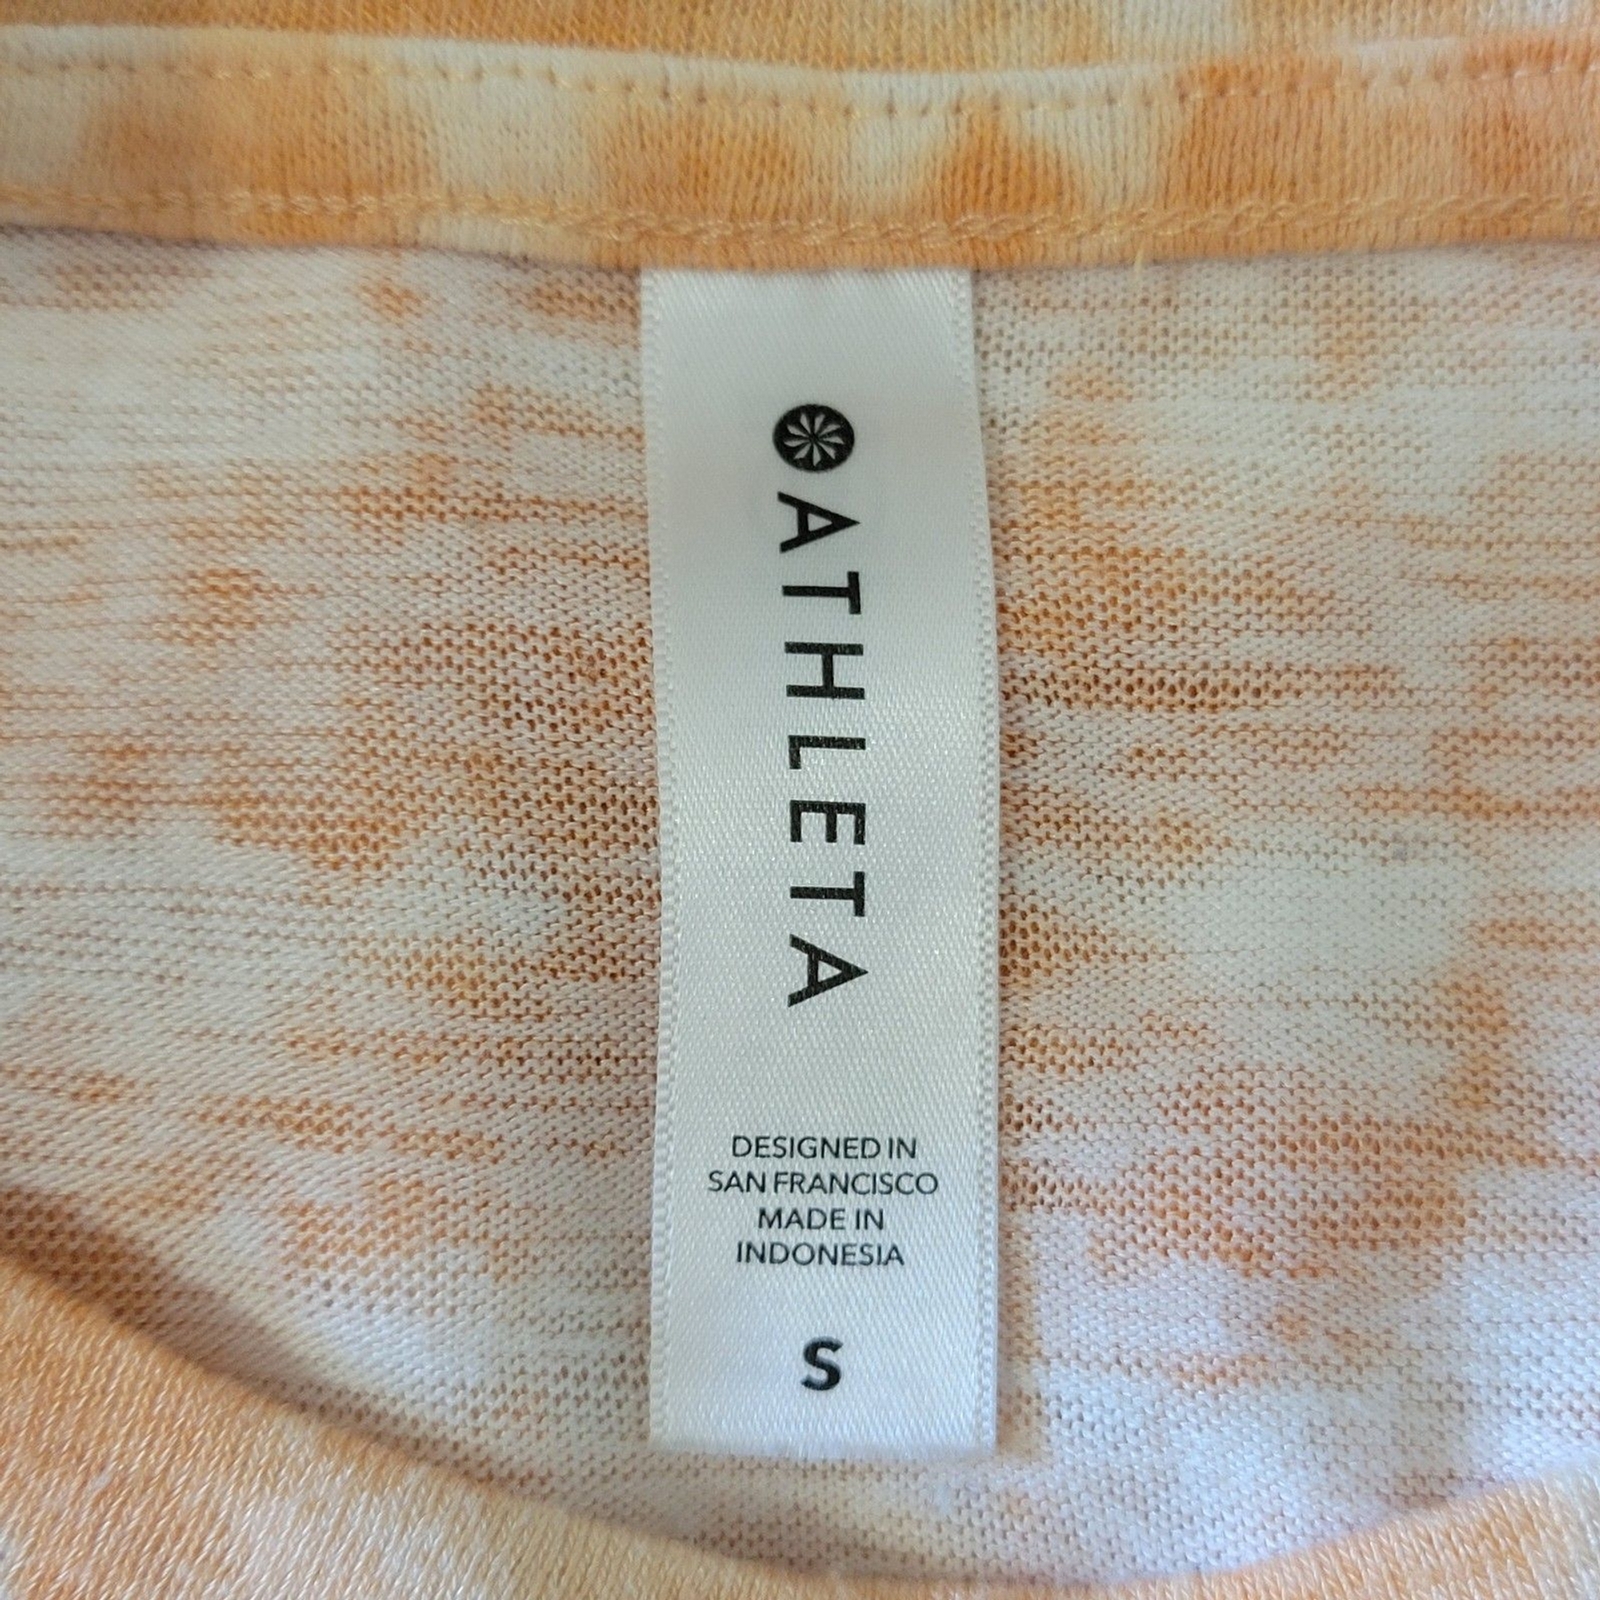 ATHLETA
DESIGNED IN
SAN FRANCISCO
MADE IN
INDONESIA
S